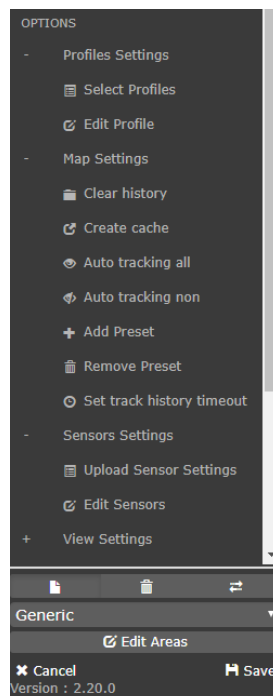 OPTIONS
- Profiles Settings
Select Profiles
Edit Profile
- Map Settings
Clear history
Create cache
Auto tracking all
Auto tracking non
Add Preset
Remove Preset
Set track history timeout
- Sensors Settings
Upload Sensor Settings
Edit Sensors
+ View Settings
Generic
Edit Areas
Cancel Save
Version : 2.20.0